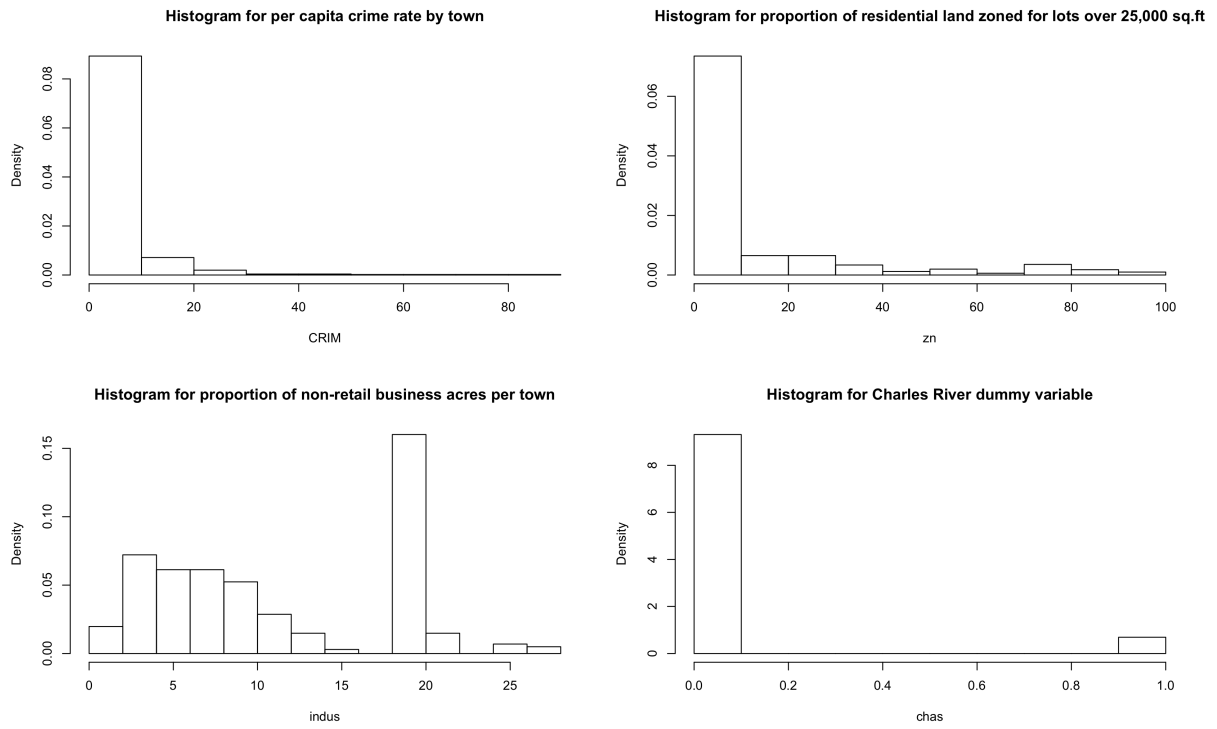 Histogram for per capita crime rate by town
Density
0.00 0.02 0.04 0.06 0.08
0 20 40 60 80
CRIM
Histogram for proportion of residential land zoned for lots over 25,000 sq.ft
Density
0.00 0.02 0.04 0.06
0 20 40 60 80 100
zn
Histogram for proportion of non-retail business acres per town
Density
0.00 0.05 0.10 0.15
0 5 10 15 20 25
indus
Histogram for Charles River dummy variable
Density
0 2 4 6 8
0.0 0.2 0.4 0.6 0.8 1.0
chas